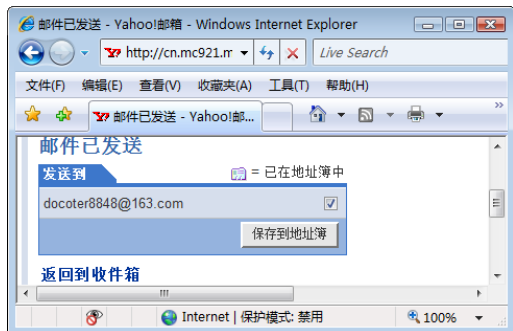 邮件已发送 - Yahoo!邮箱 - Windows Internet Explorer
http://cn.mc921.m
Live Search
文件(F) 编辑(E) 查看(V) 收藏夹(A) 工具(T) 帮助(H)
邮件已发送 - Yahoo!邮...
邮件已发送
发送到 = 已在地址簿中
docoter8848@163.com
保存到地址簿
返回到收件箱
Internet | 保护模式: 禁用 100%